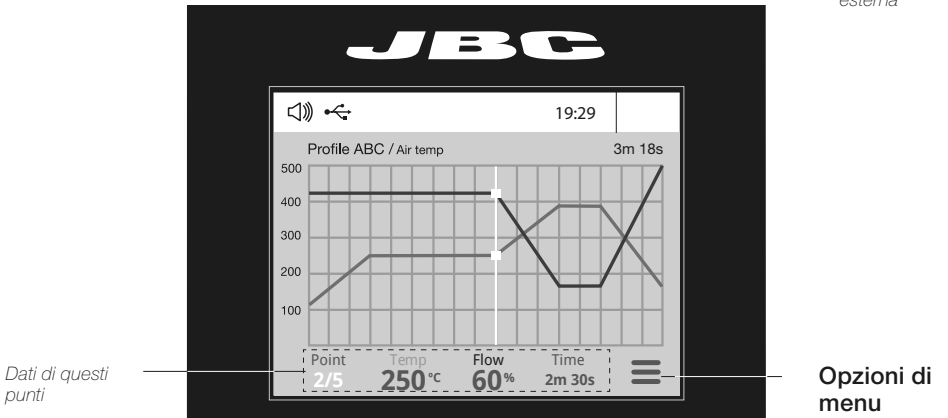 esterna
JBC
19:29
Profile ABC / Air temp 3m 18s
500
400
300
200
100
Point Temp Flow Time
2/5 250 °C 60 % 2m 30s
Dati di questi
punti
Opzioni di
menu